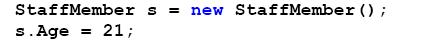 StaffMember s = new StaffMember();
s.Age = 21;